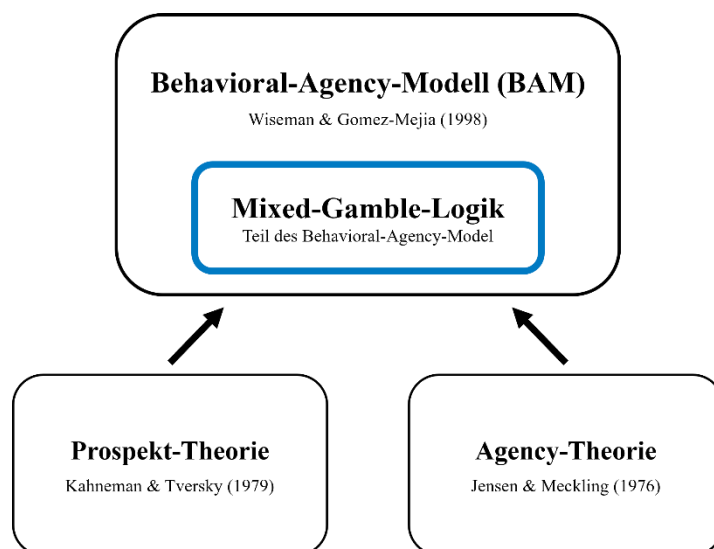 Behavioral-Agency-Modell (BAM)
Wiseman & Gomez-Mejia (1998)
Mixed-Gamble-Logik
Teil des Behavioral-Agency-Model
Prospekt-Theorie
Kahneman & Tversky (1979)
Agency-Theorie
Jensen & Meckling (1976)